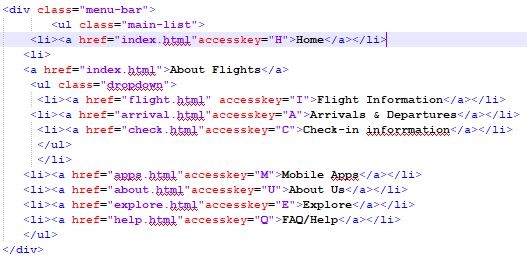 <div class="menu-bar">
<ul class="main-list">
<li><a href="index.html"accesskey="H">Home</a></li>
<li>
<a href="index.html">About Flights</a>
<ul class="dropdown">
<li><a href="flight.html" accesskey="I">Flight Information</a></li>
<li><a href="arrival.html"accesskey="A">Arrivals & Departures</a></li>
<li><a href="check.html"accesskey="C">Check-in inforrmation</a></li>
</ul>
</li>
<li><a href="apps.html"accesskey="M">Mobile Apps</a></li>
<li><a href="about.html"accesskey="U">About Us</a></li>
<li><a href="explore.html"accesskey="E">Explore</a></li>
<li><a href="help.html"accesskey="Q">FAQ/Help</a></li>
</ul>
</div>